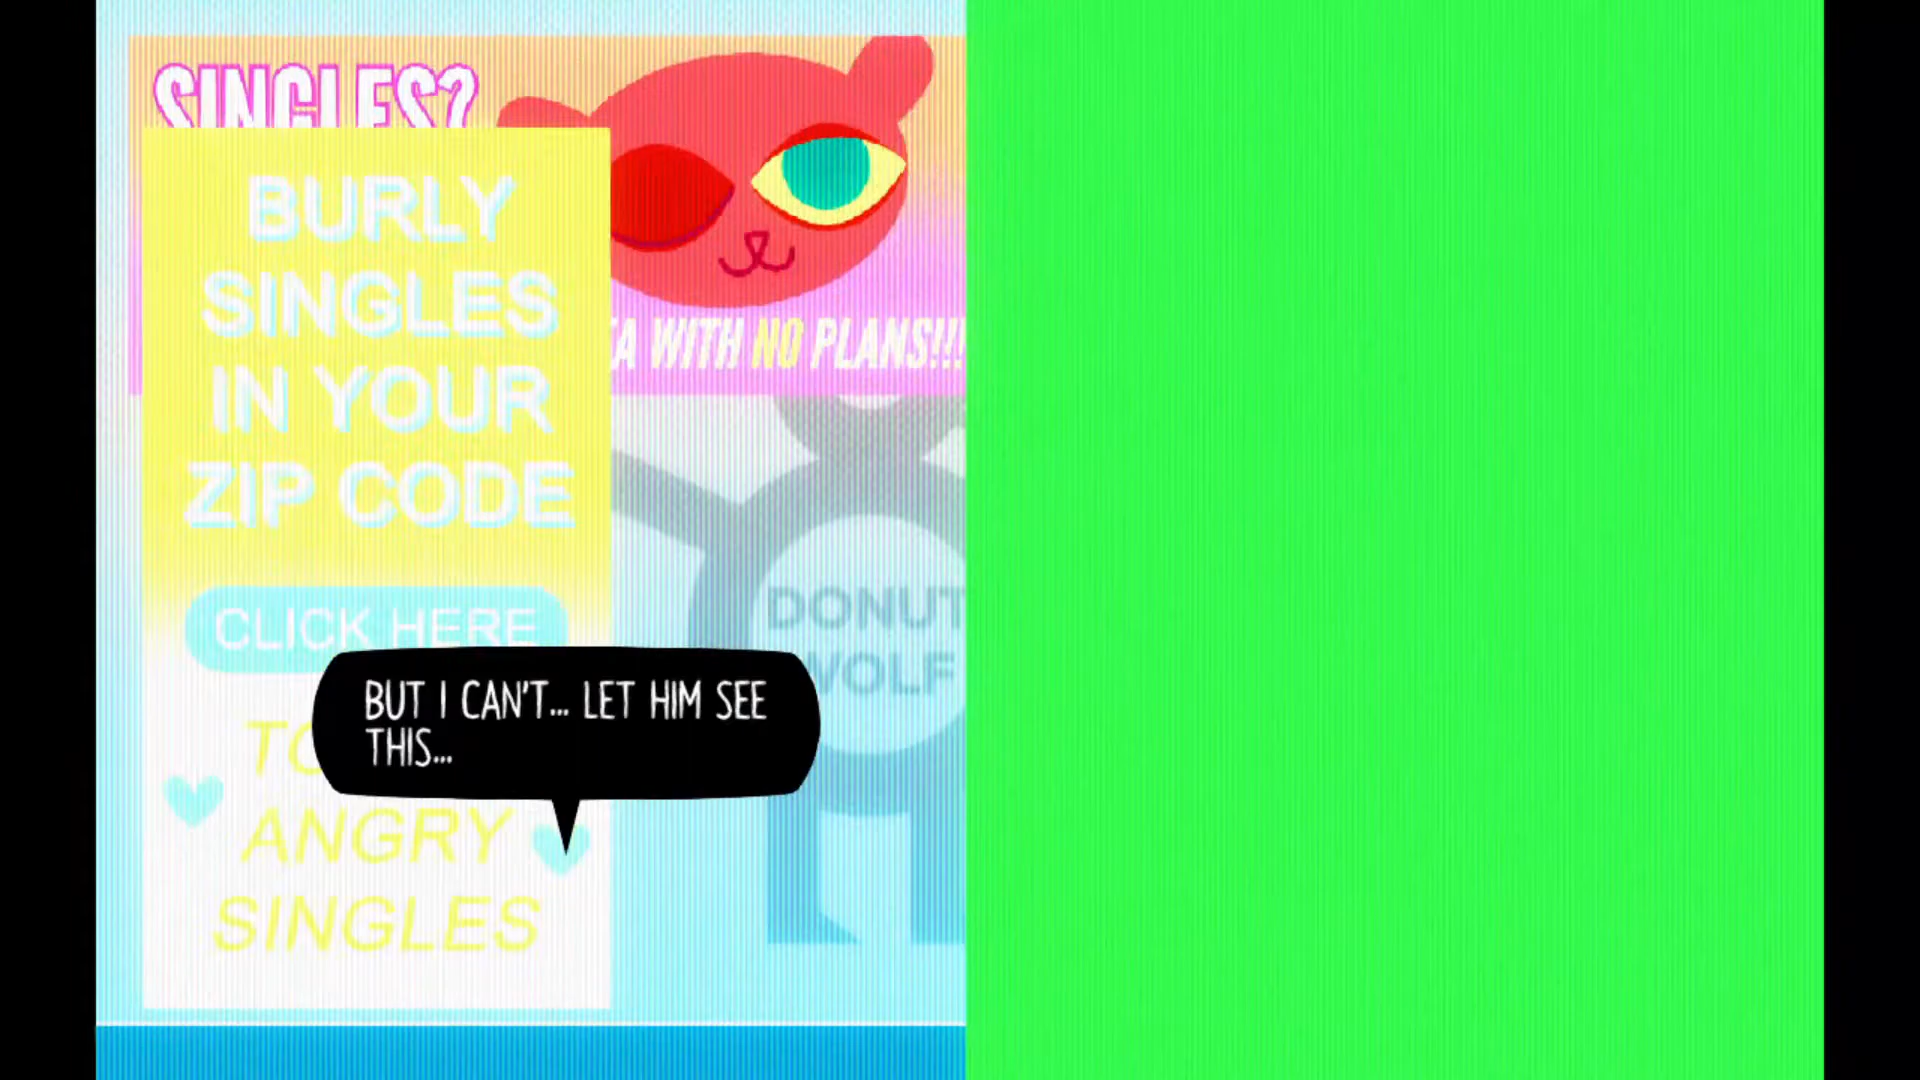 SINGLES?
BURLY
SINGLES
IN YOUR
ZIP CODE
WITH NO PLANS!!!
CLICK HERE
DONUT
WOLF
BUT I CAN'T... LET HIM SEE
THIS...
ANGRY
SINGLES